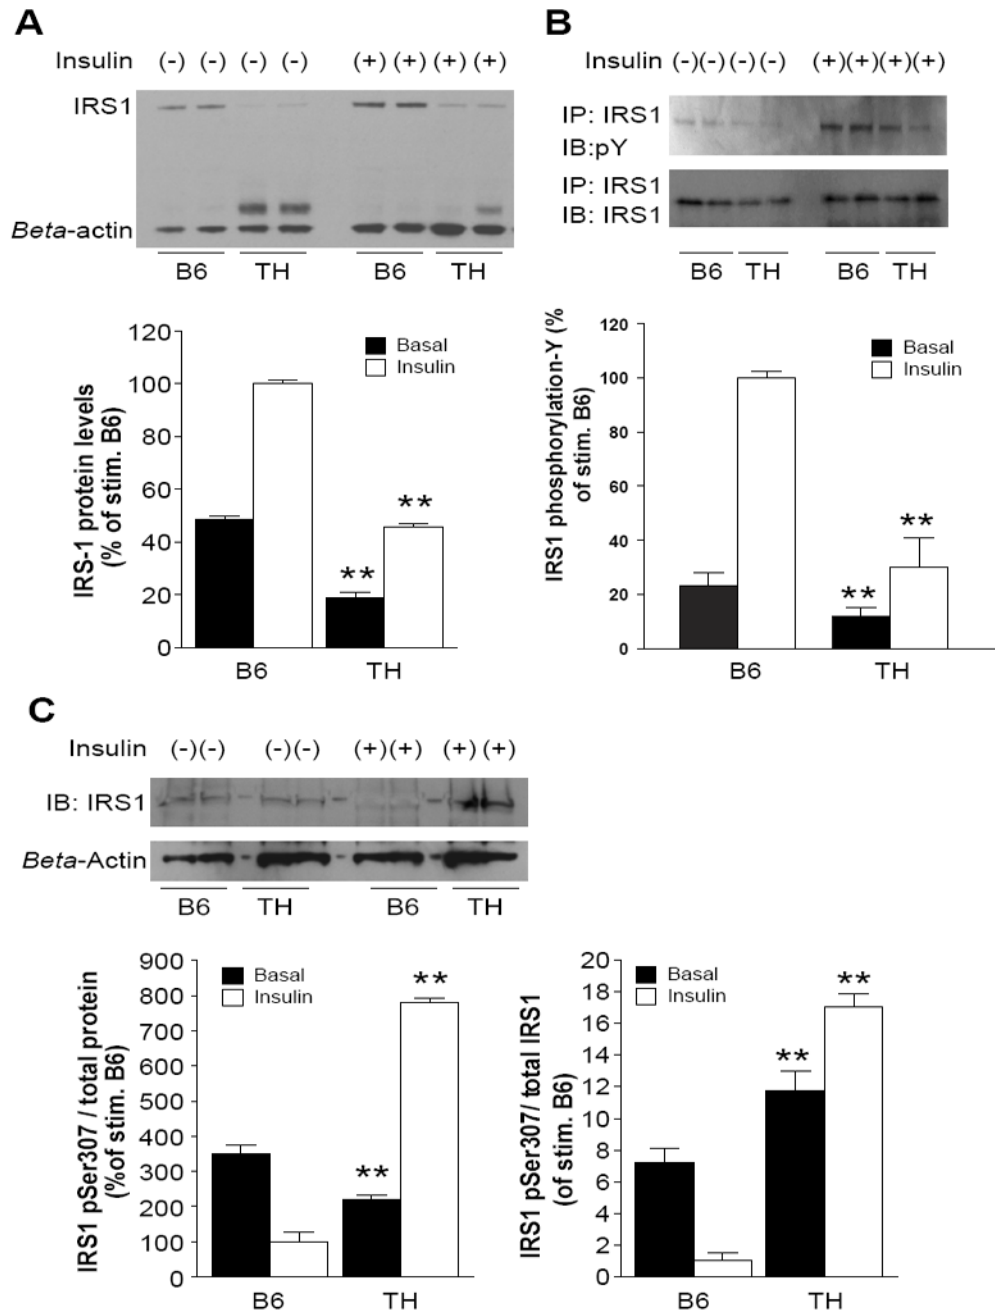 A
Insulin (-) (-) (-) (-) (+) (+) (+) (+)
IRS1
Beta-actin
B6 TH B6 TH
IRS-1 protein levels
(% of stim. B6)
120
100
80
60
40
20
0
Basal
Insulin
**
**
B6 TH
B
Insulin (-)(-)(-)(-) (+)(+)(+)(+)
IP: IRS1
IB:pY
IP: IRS1
IB: IRS1
B6 TH B6 TH
IRS1 phosphorylation-Y (%
of stim. B6)
120
100
80
60
40
20
0
Basal
Insulin
**
**
B6 TH
C
Insulin (-)(-) (-)(-) (+)(+) (+)(+)
IB: IRS1
Beta-Actin
B6 TH B6 TH
IRS1 pSer307 / total protein
(%of stim. B6)
900
800
700
600
500
400
300
200
100
0
Basal
Insulin
**
**
B6 TH
IRS1 pSer307/ total IRS1
(of stim. B6)
20
18
16
14
12
10
8
6
4
2
0
Basal
Insulin
**
**
B6 TH